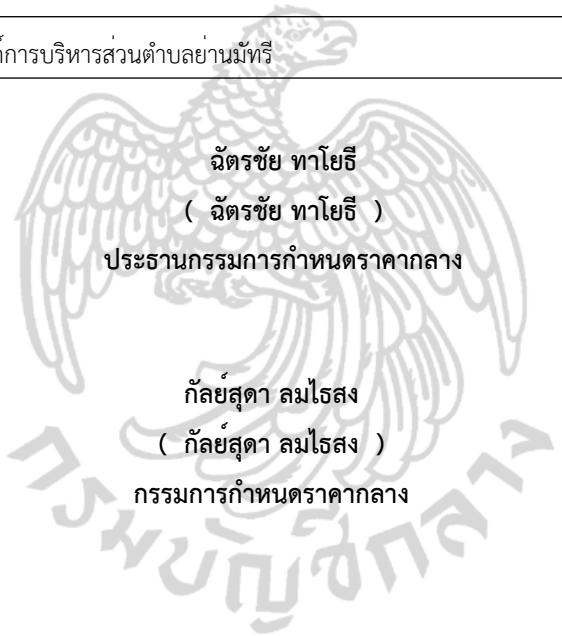 การบริหารส่วนตำบลย่านมัทรี
ฉัตรชัย ทาโยธี
( ฉัตรชัย ทาโยธี )
ประธานกรรมการกำหนดราคากลาง
กัลย์สุดา ลมไธสง
( กัลย์สุดา ลมไธสง )
กรรมการกำหนดราคากลาง
กรมบัญชีกลาง